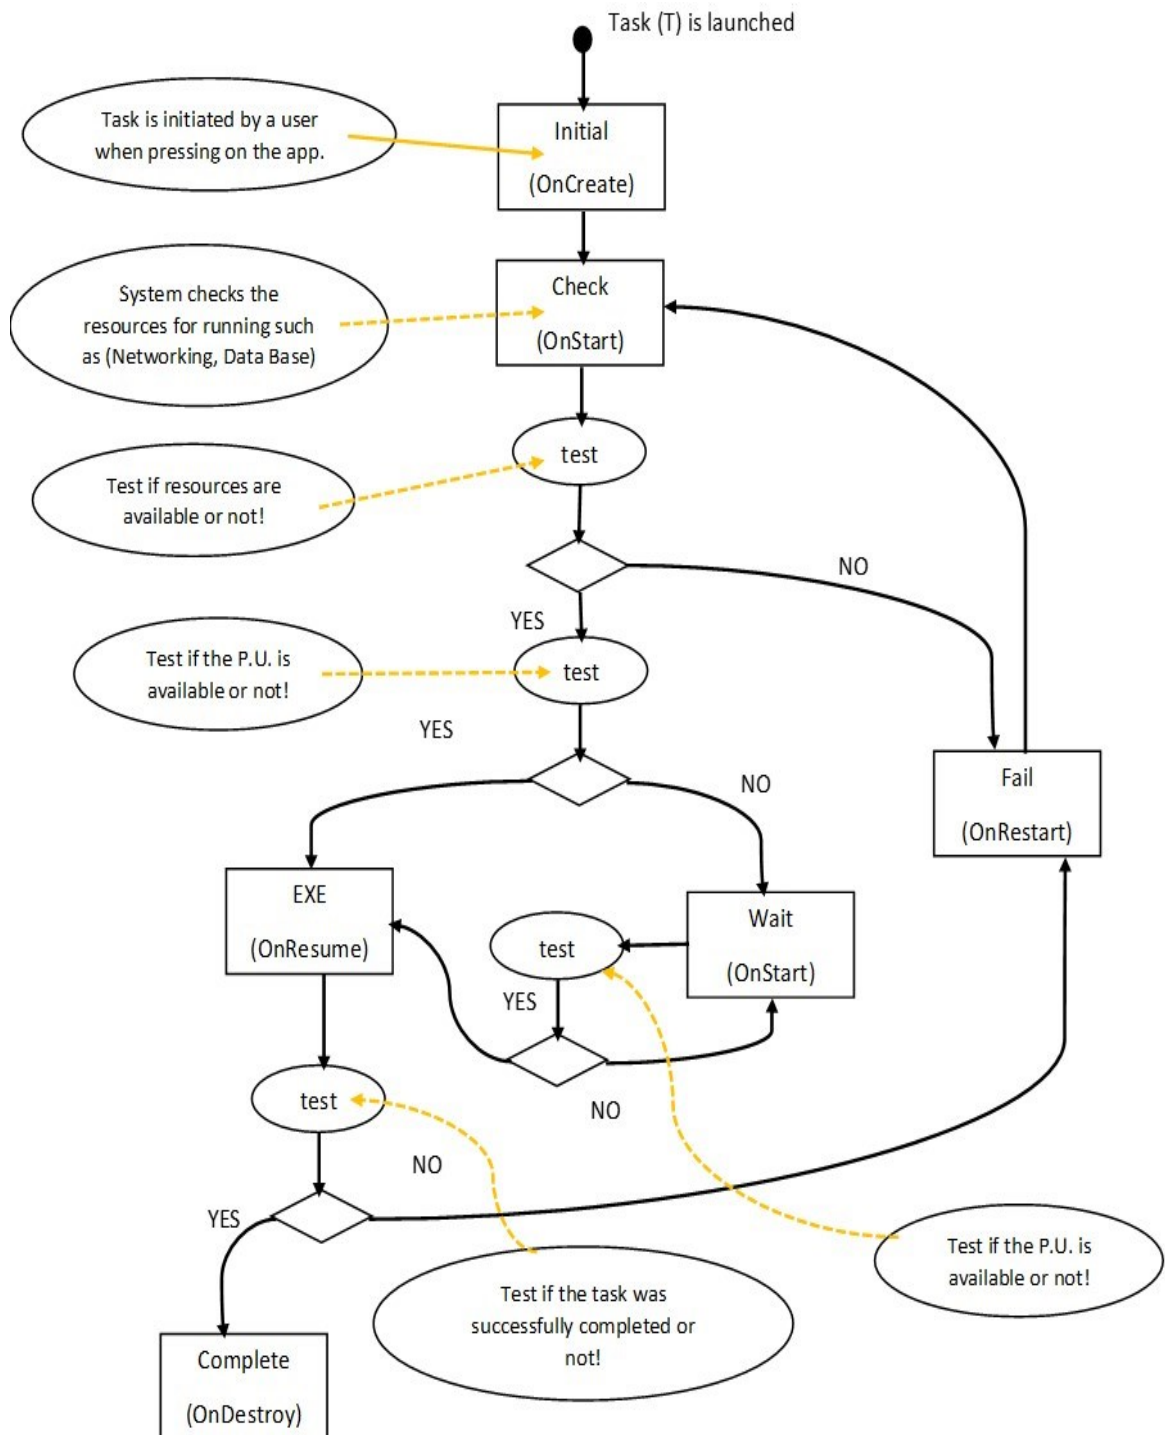 Task (T) is launched
Task is initiated by a user
when pressing on the app.
Initial
(OnCreate)
System checks the
resources for running such
as (Networking, Data Base)
Check
(OnStart)
test
Test if resources are
available or not!
NO
YES
Test if the P.U. is
available or not!
test
YES
NO
Fail
(OnRestart)
EXE
(OnResume)
Wait
(OnStart)
test
YES
NO
test
NO
YES
Test if the P.U. is
available or not!
Test if the task was
successfully completed or
not!
Complete
(OnDestroy)